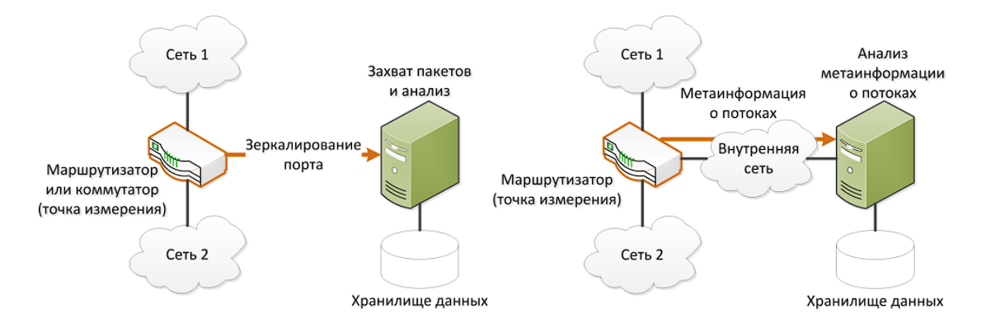 Сеть 1
Захват пакетов
и анализ
Зеркалирование
порта
Маршрутизатор
или коммутатор
(точка измерения)
Сеть 2
Хранилище данных
Сеть 1
Анализ
метаинформации
о потоках
Метаинформация
о потоках
Внутренняя
сеть
Маршрутизатор
(точка измерения)
Сеть 2
Хранилище данных